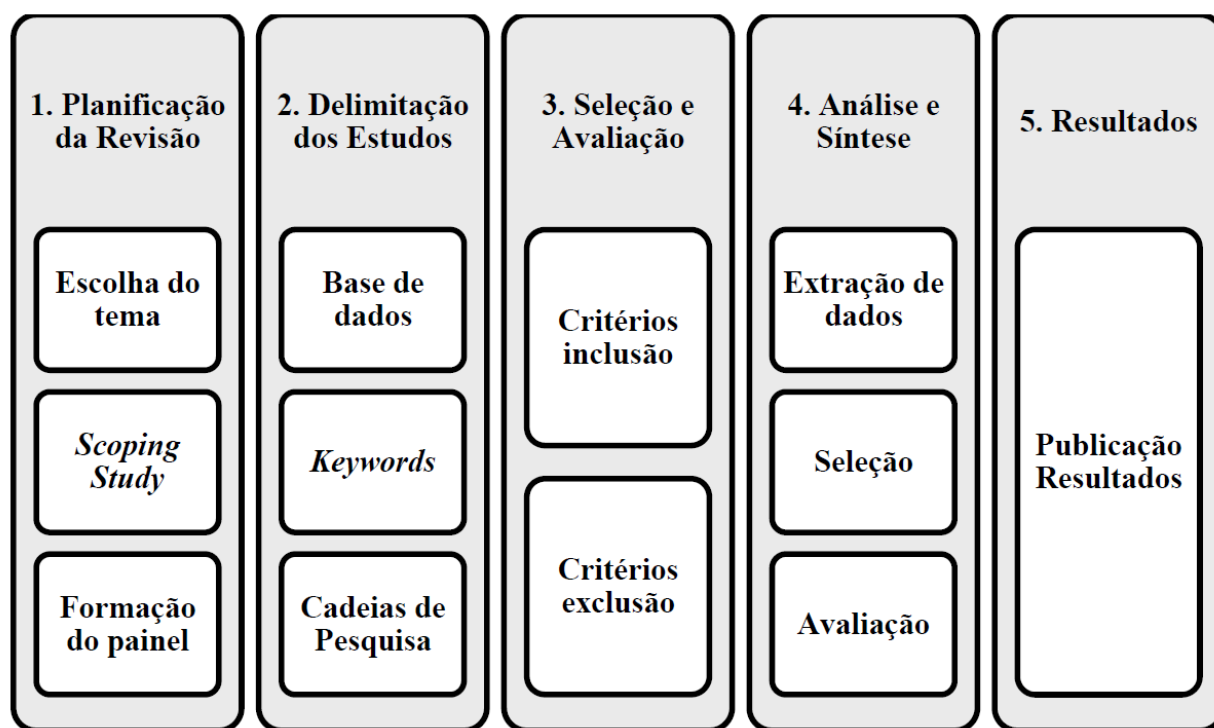 1. Planificação
da Revisão
Escolha do
tema
Scoping
Study
Formação
do painel
2. Delimitação
dos Estudos
Base de
dados
Keywords
Cadeias de
Pesquisa
3. Seleção e
Avaliação
Critérios
inclusão
Critérios
exclusão
4. Análise e
Síntese
Extração de
dados
Seleção
Avaliação
5. Resultados
Publicação
Resultados